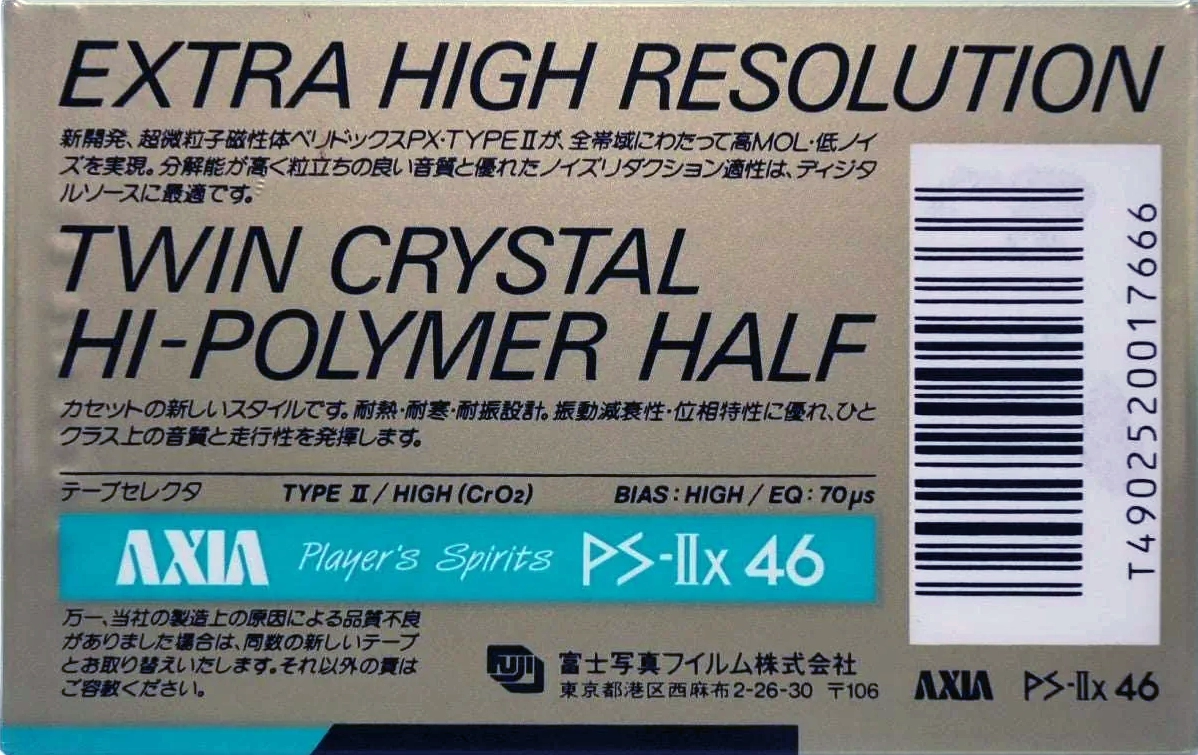 EXTRA HIGH RESOLUTION
新開発、超微粒子磁性体ベリドックスPX・TYPEⅡが、全帯域にわたって高MOL・低ノイ
ズを実現。分解能が高く粒立ちの良い音質と優れたノイズリダクション適性は、ディジタ
ルソースに最適です。
TWIN CRYSTAL
HI-POLYMER HALF
カセットの新しいスタイルです。耐熱・耐寒・耐振設計。振動減衰性・位相特性に優れ、ひと
クラス上の音質と走行性を発揮します。
テープセレクタ TYPE Ⅱ / HIGH (CrO2) BIAS : HIGH / EQ : 70μs
AXIA Player's Spirits PS-Ⅱx 46
万一、当社の製造上の原因による品質不良
がありました場合は、同数の新しいテープ
とお取り替えいたします。それ以外の責は
ご容赦ください。
FUJI 富士写真フイルム株式会社
東京都港区西麻布2-26-30 〒106
T4902520017666
AXIA PS-Ⅱx 46